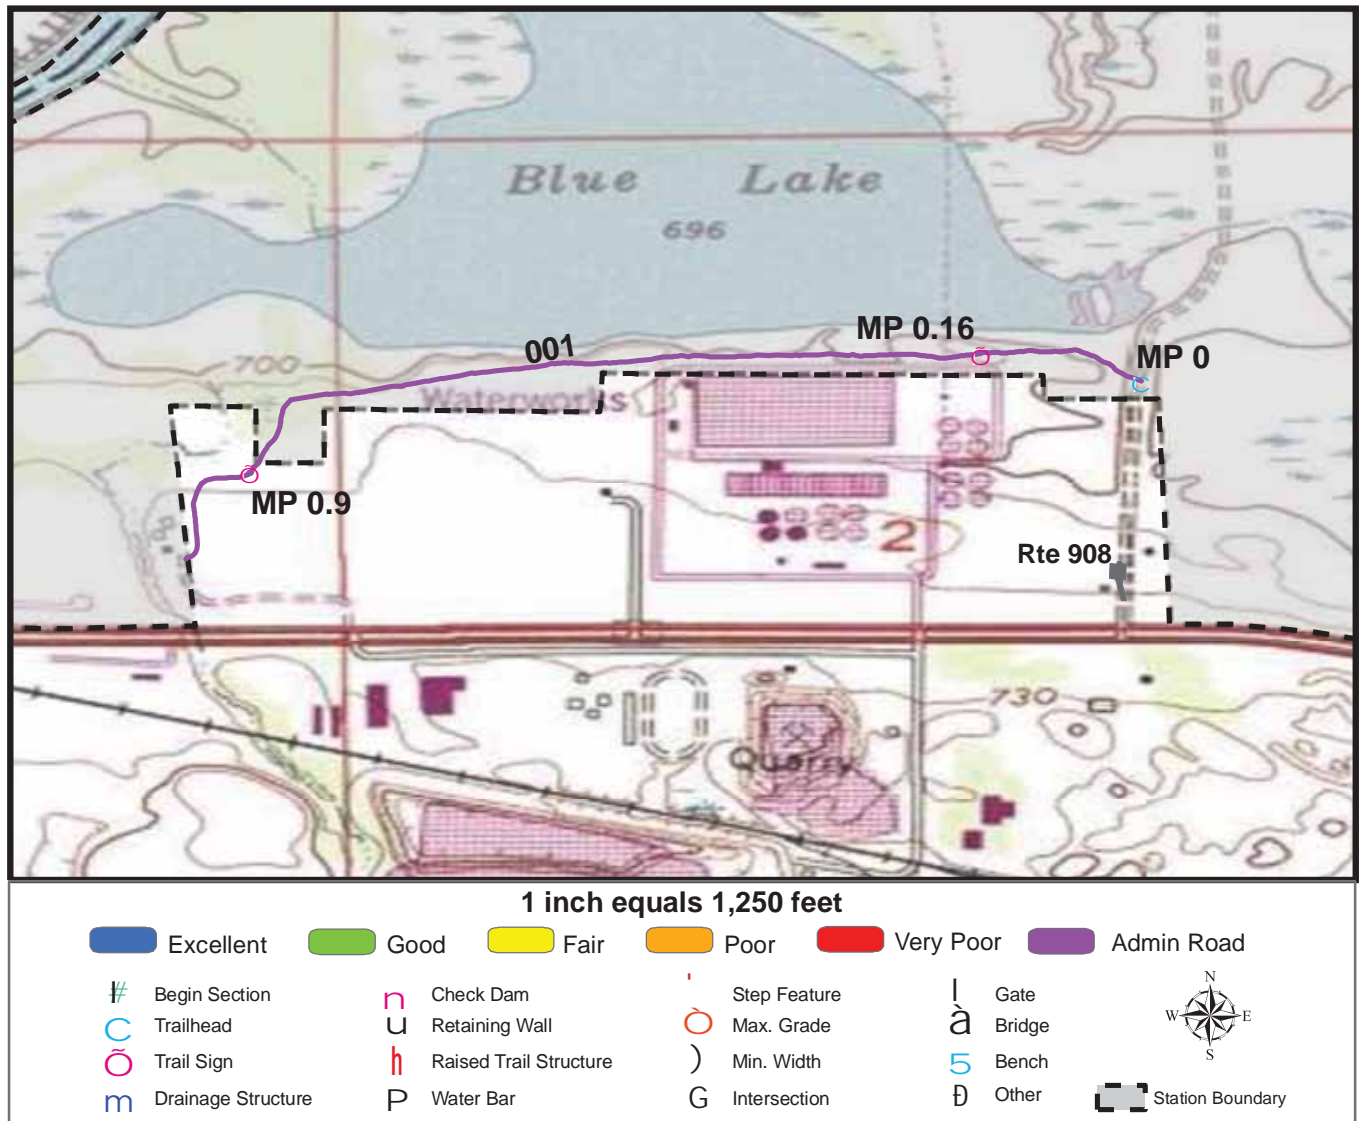 Blue Lake
696
MP 0.16
001
MP 0
700
Waterworks
MP 0.9
2
Rte 908
730
Quarry
1 inch equals 1,250 feet
Excellent
Good
Fair
Poor
Very Poor
Admin Road
# Begin Section
C Trailhead
Õ Trail Sign
m Drainage Structure
n Check Dam
u Retaining Wall
h Raised Trail Structure
P Water Bar
' Step Feature
Ò Max. Grade
) Min. Width
G Intersection
l Gate
à Bridge
5 Bench
Ð Other
N
W E
S
Station Boundary